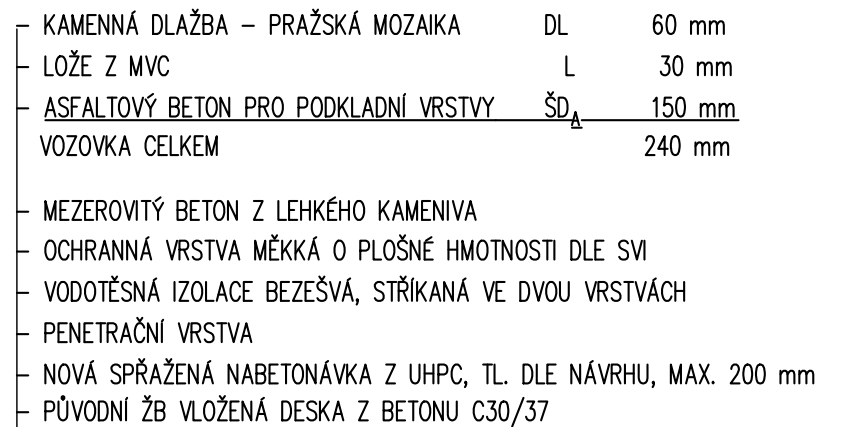 – KAMENNÁ DLAŽBA – PRAŽSKÁ MOZAIKA DL 60 mm
– LOŽE Z MVC L 30 mm
– ASFALTOVÝ BETON PRO PODKLADNÍ VRSTVY ŠDA 150 mm
VOZOVKA CELKEM 240 mm
– MEZEROVITÝ BETON Z LEHKÉHO KAMENIVA
– OCHRANNÁ VRSTVA MĚKKÁ O PLOŠNÉ HMOTNOSTI DLE SVI
– VODOTĚSNÁ IZOLACE BEZEŠVÁ, STŘÍKANÁ VE DVOU VRSTVÁCH
– PENETRAČNÍ VRSTVA
– NOVÁ SPŘAŽENÁ NABETONÁVKA Z UHPC, TL. DLE NÁVRHU, MAX. 200 mm
– PŮVODNÍ ŽB VLOŽENÁ DESKA Z BETONU C30/37